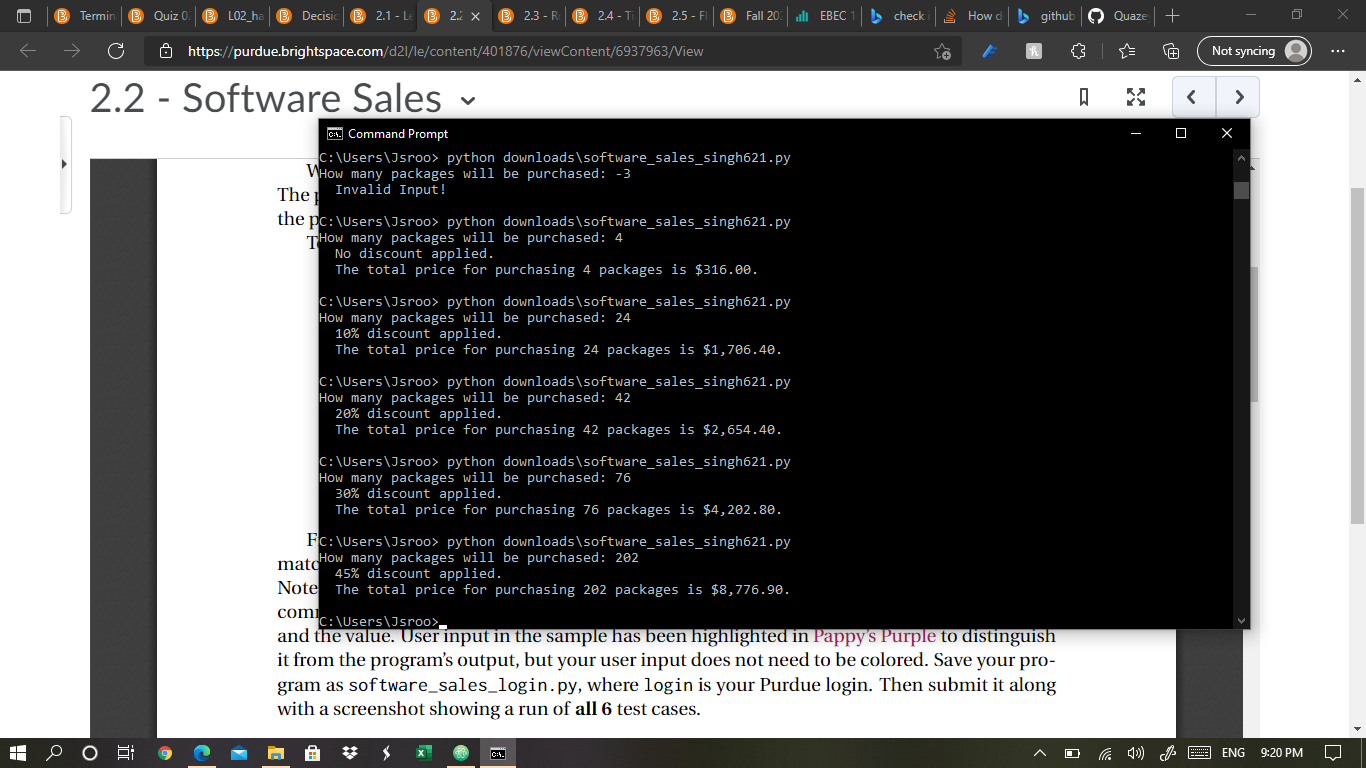 Termin
Quiz 0
L02_ha
Decisio
2.1 - Le
2.2
2.3 - R
2.4 - Ti
2.5 - Fl
Fall 20
EBEC 1
check i
How d
github
Quaze
https://purdue.brightspace.com/d2l/le/content/401876/viewContent/6937963/View
Not syncing
2.2 - Software Sales
The p
the p
Command Prompt
C:\Users\Jsroo> python downloads\software_sales_singh621.py
How many packages will be purchased: -3
Invalid Input!
C:\Users\Jsroo> python downloads\software_sales_singh621.py
How many packages will be purchased: 4
No discount applied.
The total price for purchasing 4 packages is $316.00.
C:\Users\Jsroo> python downloads\software_sales_singh621.py
How many packages will be purchased: 24
10% discount applied.
The total price for purchasing 24 packages is $1,706.40.
C:\Users\Jsroo> python downloads\software_sales_singh621.py
How many packages will be purchased: 42
20% discount applied.
The total price for purchasing 42 packages is $2,654.40.
C:\Users\Jsroo> python downloads\software_sales_singh621.py
How many packages will be purchased: 76
30% discount applied.
The total price for purchasing 76 packages is $4,202.80.
C:\Users\Jsroo> python downloads\software_sales_singh621.py
How many packages will be purchased: 202
45% discount applied.
The total price for purchasing 202 packages is $8,776.90.
C:\Users\Jsroo>
F
matc
Note
com
and the value. User input in the sample has been highlighted in Pappy's Purple to distinguish
it from the program's output, but your user input does not need to be colored. Save your pro-
gram as software_sales_login.py, where login is your Purdue login. Then submit it along
with a screenshot showing a run of all 6 test cases.
ENG
9:20 PM